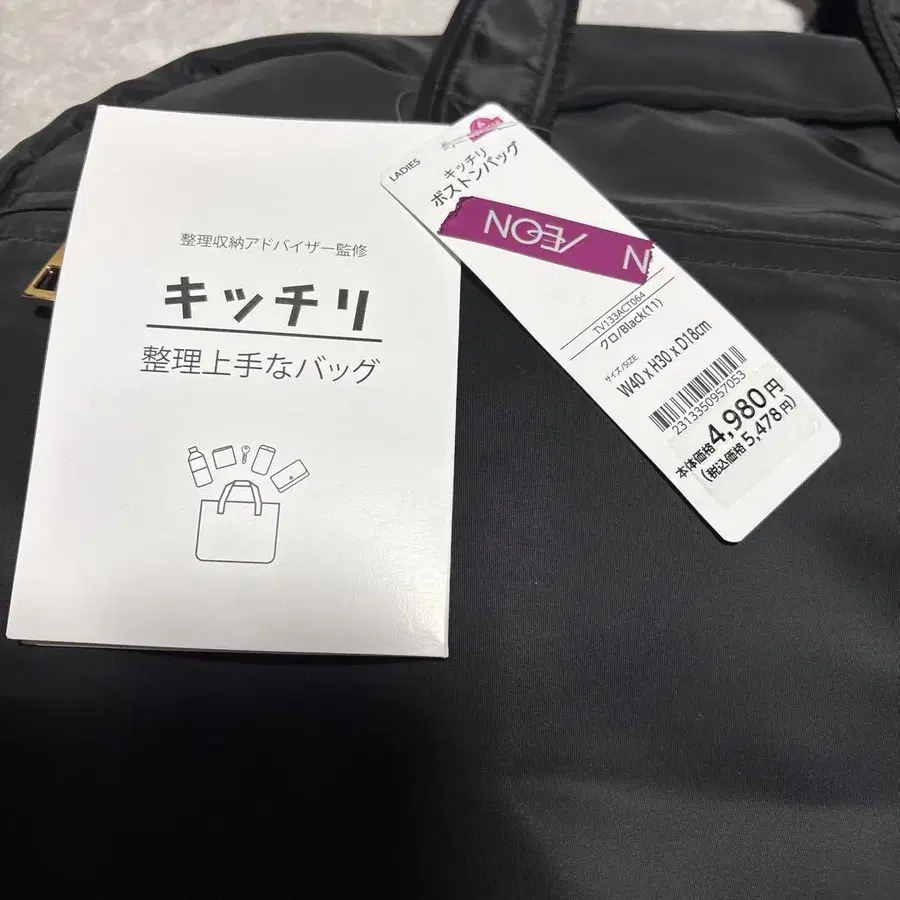 整理収納アドバイザー監修
キッチリ
整理上手なバッグ
LADIES
キッチリ
ボストンバッグ
ÆON
N
TV133ACT064
クロ/Black(11)
サイズ/SIZE
W40 x H30 x D18cm
2313350957053
本体価格4,980円
(税込価格5,478円)